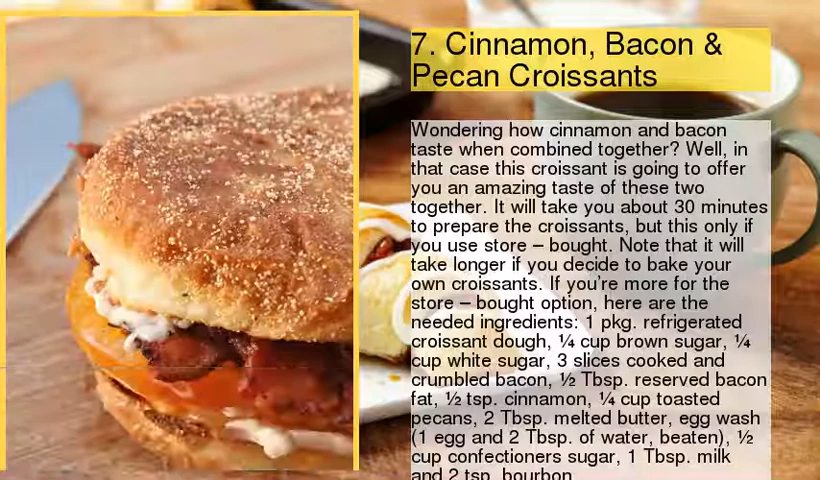 7. Cinnamon, Bacon &
Pecan Croissants
Wondering how cinnamon and bacon
taste when combined together? Well, in
that case this croissant is going to offer
you an amazing taste of these two
together. It will take you about 30 minutes
to prepare the croissants, but this only if
you use store – bought. Note that it will
take longer if you decide to bake your
own croissants. If you're more for the
store – bought option, here are the
needed ingredients: 1 pkg. refrigerated
croissant dough, ¼ cup brown sugar, ¼
cup white sugar, 3 slices cooked and
crumbled bacon, ½ Tbsp. reserved bacon
fat, ½ tsp. cinnamon, ¼ cup toasted
pecans, 2 Tbsp. melted butter, egg wash
(1 egg and 2 Tbsp. of water, beaten), ½
cup confectioners sugar, 1 Tbsp. milk
and 2 tsp. bourbon